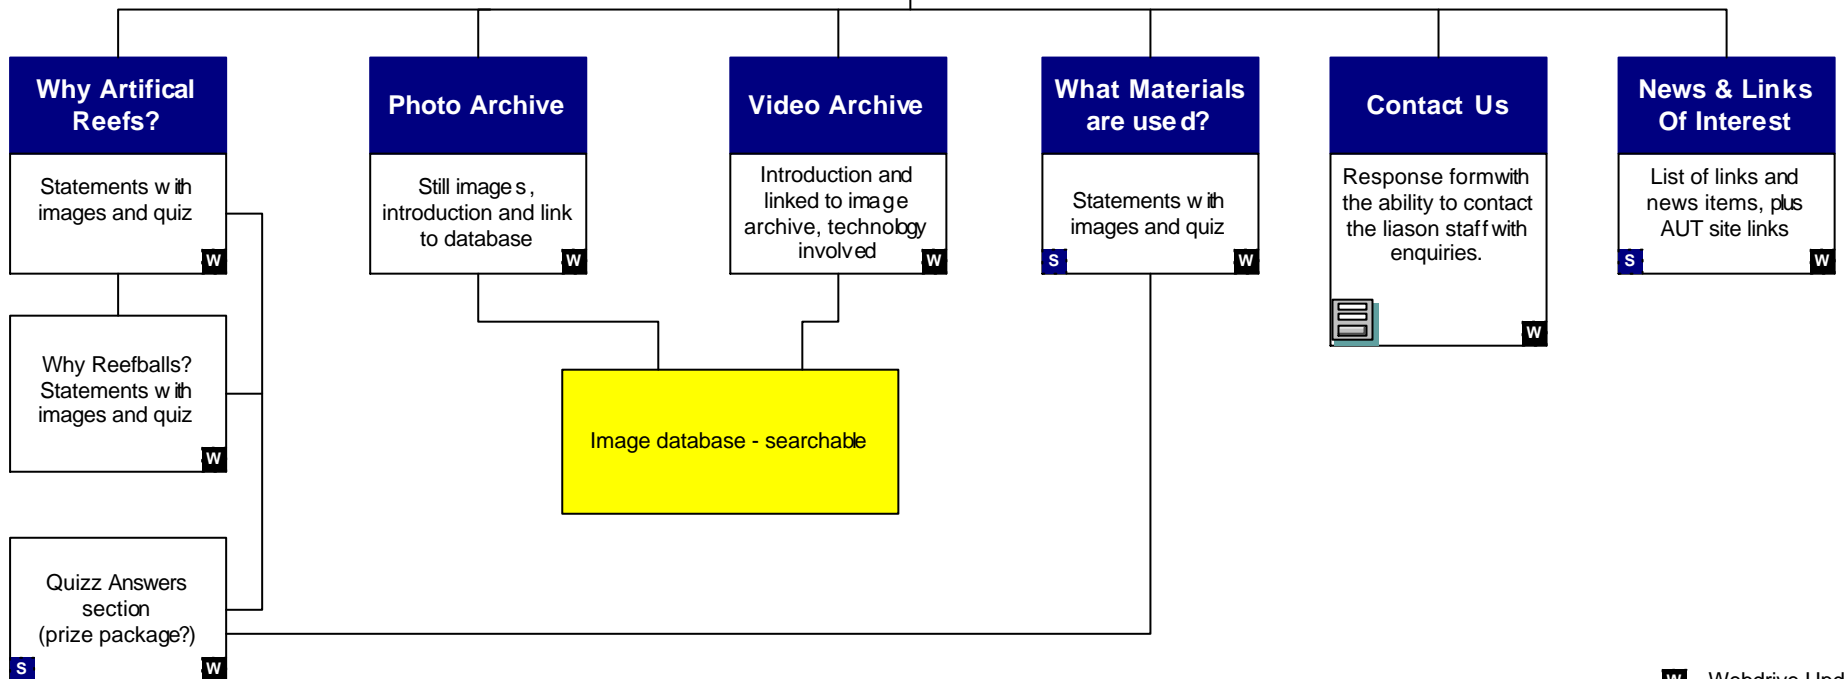 Why Artifical
Reefs?
Statements with
images and quiz
W
Photo Archive
Still images,
introduction and link
to database
W
Video Archive
Introduction and
linked to image
archive, technology
involved
W
What Materials
are used?
Statements with
images and quiz
S
W
Contact Us
Response formwith
the ability to contact
the liason staff with
enquiries.
W
News & Links
Of Interest
List of links and
news items, plus
AUT site links
S
W
Why Reefballs?
Statements with
images and quiz
W
Image database - searchable
Quizz Answers
section
(prize package?)
S
W
W Webdrive